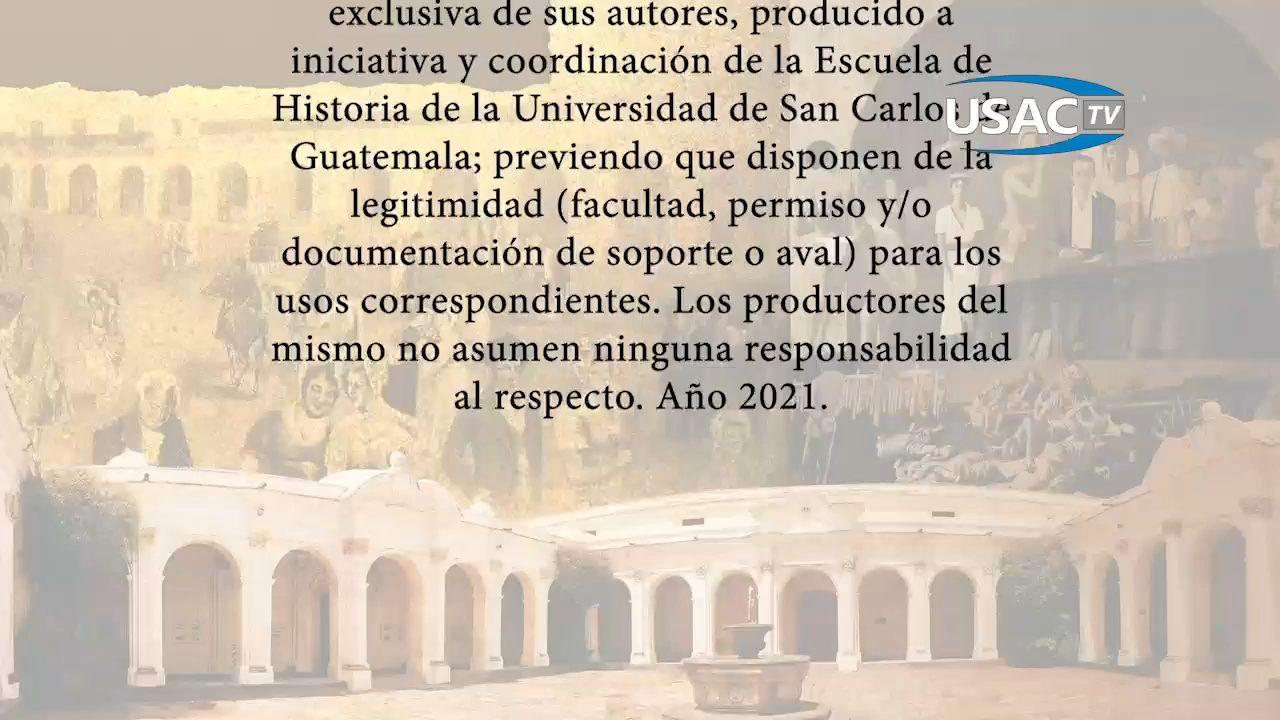 exclusiva de sus autores, producido a
iniciativa y coordinación de la Escuela de
Historia de la Universidad de San Carlos de
Guatemala; previendo que disponen de la
legitimidad (facultad, permiso y/o
documentación de soporte o aval) para los
usos correspondientes. Los productores del
mismo no asumen ninguna responsabilidad
al respecto. Año 2021.
USAC TV